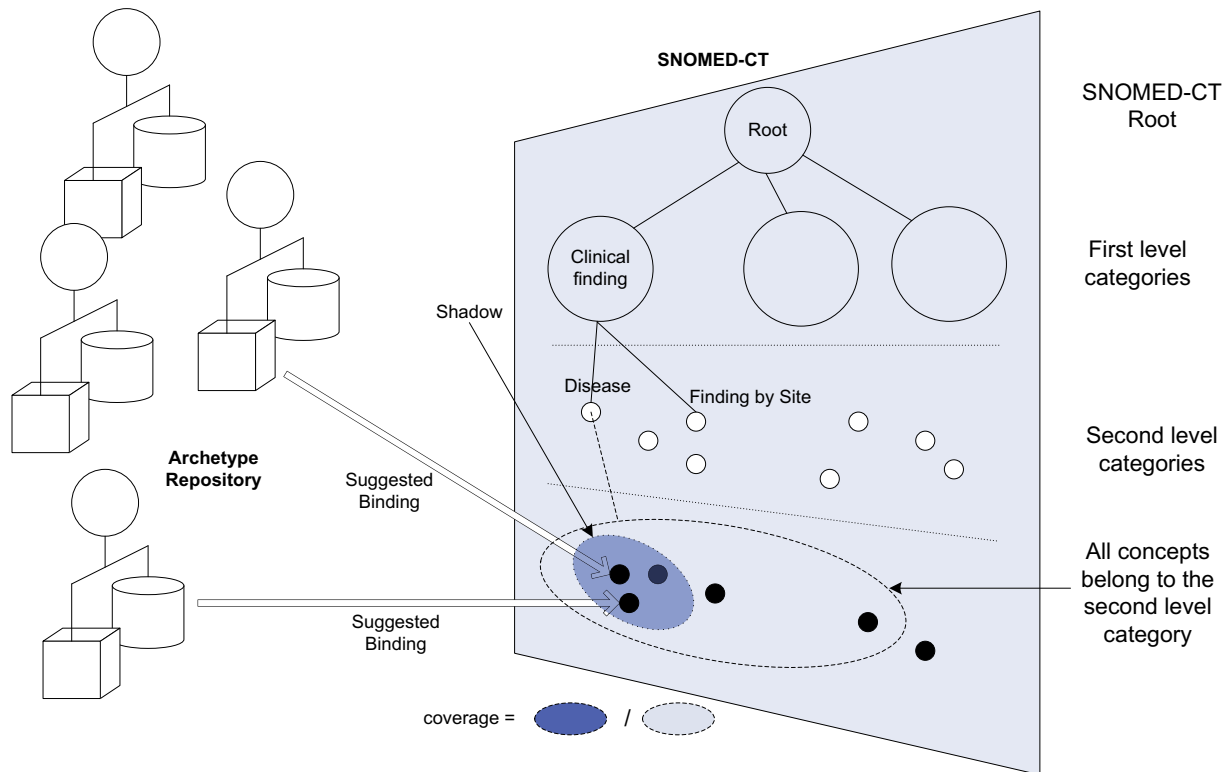 SNOMED-CT
SNOMED-CT
Root
Root
Clinical
finding
First level
categories
Shadow
Disease
Finding by Site
Second level
categories
Archetype
Repository
Suggested
Binding
All concepts
belong to the
second level
category
Suggested
Binding
coverage = /